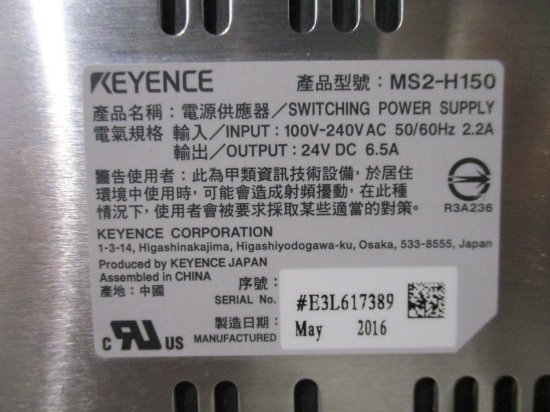 KEYENCE 產品型號：MS2-H150
產品名稱：電源供應器/SWITCHING POWER SUPPLY
電氣規格 輸入/INPUT：100V-240V AC 50/60Hz 2.2A
輸出/OUTPUT：24V DC 6.5A
警告使用者：此為甲類資訊技術設備，於居住
環境中使用時，可能會造成射頻擾動，在此種
情況下，使用者會被要求採取某些適當的對策。
R3A236
KEYENCE CORPORATION
1-3-14, Higashinakajima, Higashiyodogawa-ku, Osaka, 533-8555, Japan
Produced by KEYENCE JAPAN
Assembled in CHINA
產地：中國
序號：
SERIAL No.
#E3L617389
製造日期：
MANUFACTURED
May 2016
c RU US